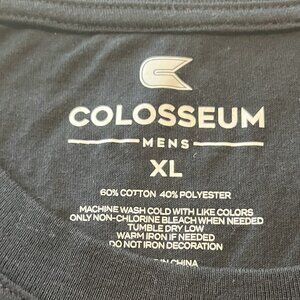 COLOSSEUM
MENS
XL
60% COTTON 40% POLYESTER
MACHINE WASH COLD WITH LIKE COLORS
ONLY NON-CHLORINE BLEACH WHEN NEEDED
TUMBLE DRY LOW
WARM IRON IF NEEDED
DO NOT IRON DECORATION
IN CHINA